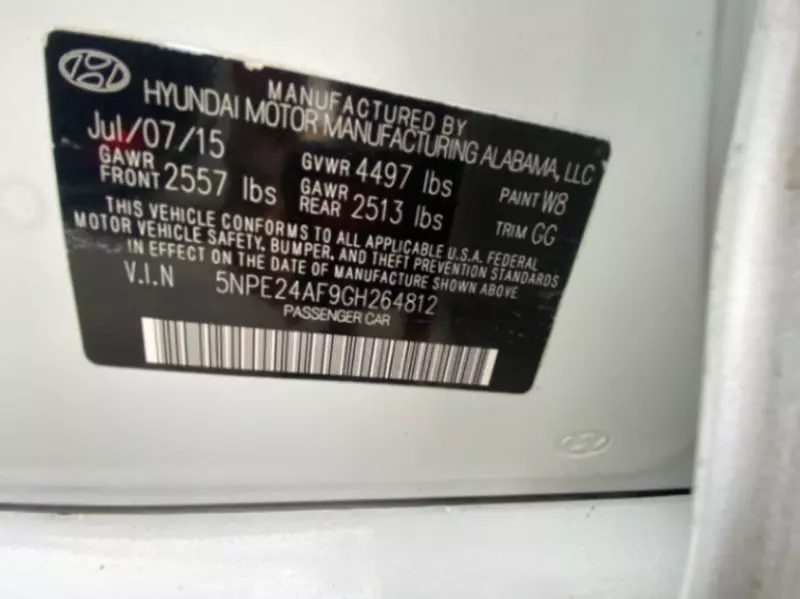 MANUFACTURED BY
HYUNDAI MOTOR MANUFACTURING ALABAMA, LLC
Jul/07/15 GVWR 4497 lbs PAINT W8
GAWR FRONT 2557 lbs GAWR REAR 2513 lbs TRIM GG
THIS VEHICLE CONFORMS TO ALL APPLICABLE U.S.A. FEDERAL
MOTOR VEHICLE SAFETY, BUMPER, AND THEFT PREVENTION STANDARDS
IN EFFECT ON THE DATE OF MANUFACTURE SHOWN ABOVE.
V.I.N 5NPE24AF9GH264812
PASSENGER CAR